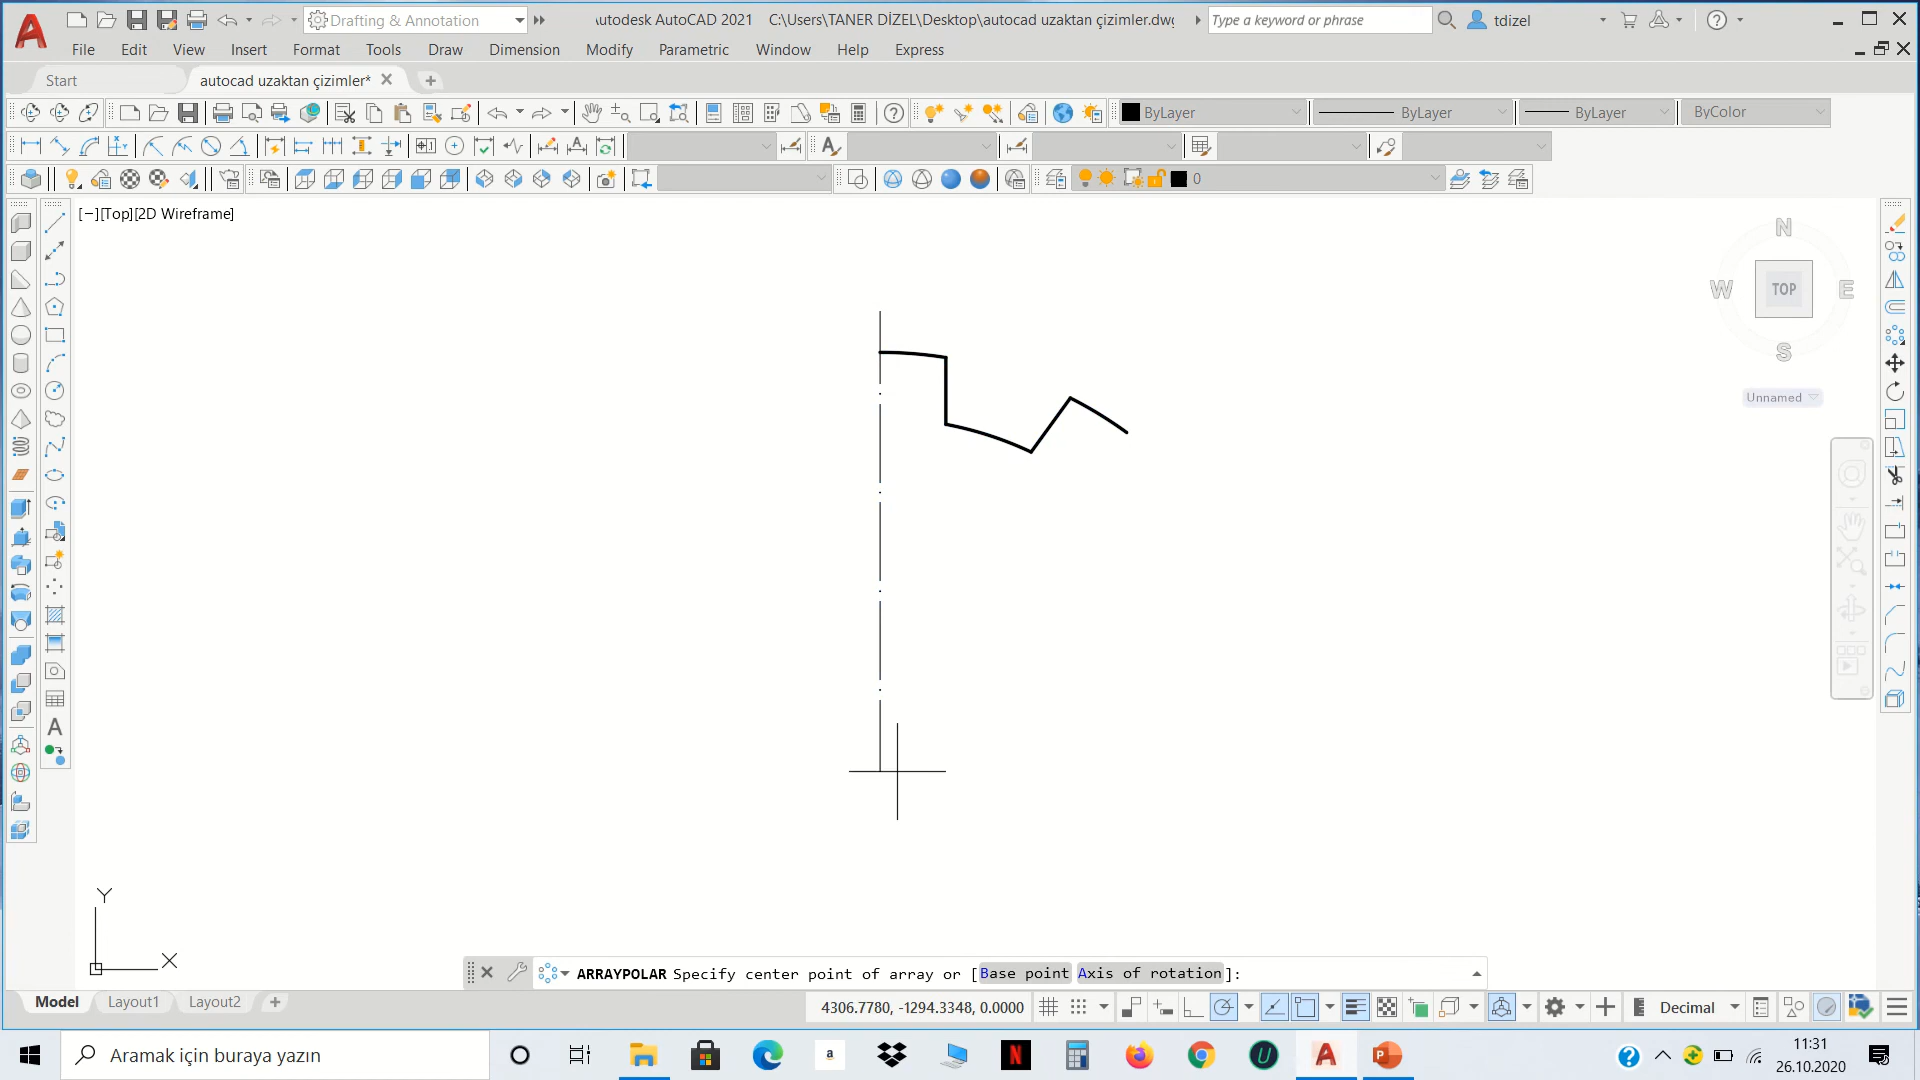 Drafting & Annotation
utodesk AutoCAD 2021 C:\Users\TANER DİZEL\Desktop\autocad uzaktan çizimler.dwg
Type a keyword or phrase
tdizel
File Edit View Insert Format Tools Draw Dimension Modify Parametric Window Help Express
Start
autocad uzaktan çizimler*
ByLayer
ByLayer
ByLayer
ByColor
0
[−][Top][2D Wireframe]
N
W TOP E
S
Unnamed
Y
X
ARRAYPOLAR Specify center point of array or [Base point Axis of rotation]:
Model Layout1 Layout2
4306.7780, -1294.3348, 0.0000
Decimal
Aramak için buraya yazın
11:31
26.10.2020